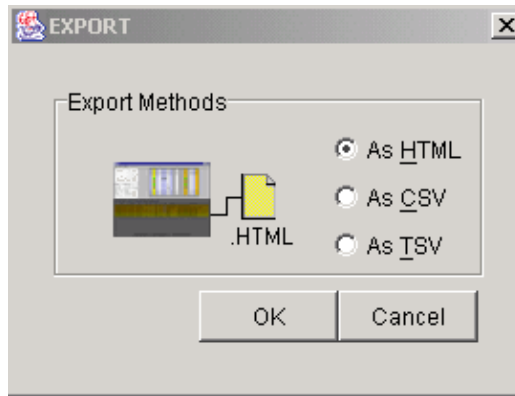 EXPORT
Export Methods
As HTML
As CSV
.HTML
As TSV
OK
Cancel